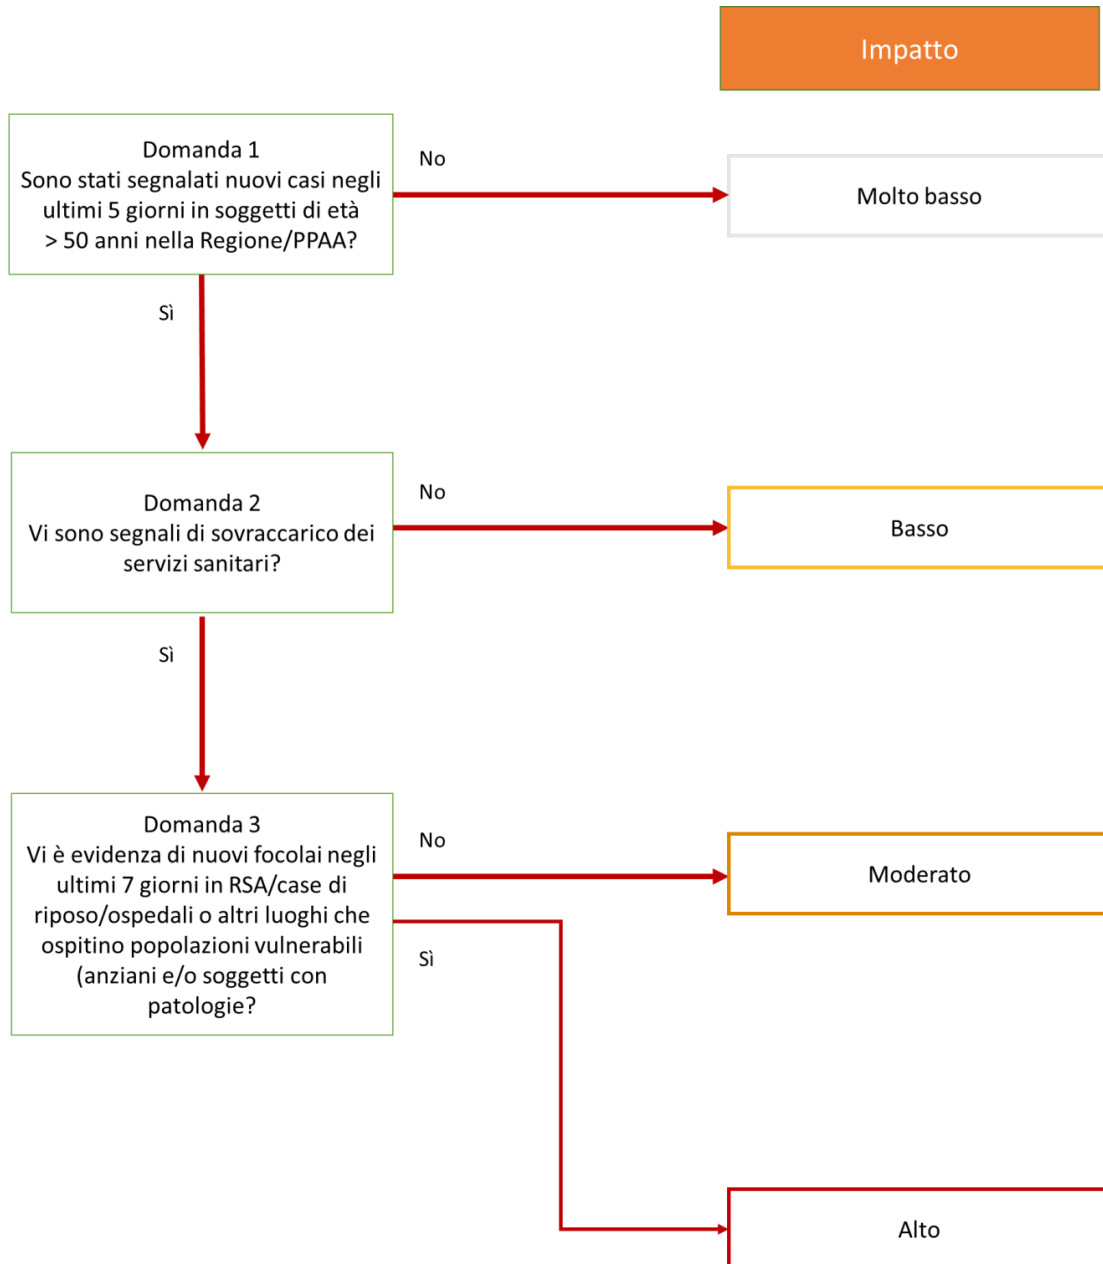 Impatto
Domanda 1
Sono stati segnalati nuovi casi negli
ultimi 5 giorni in soggetti di età
> 50 anni nella Regione/PPAA?
No
Molto basso
Sì
Domanda 2
Vi sono segnali di sovraccarico dei
servizi sanitari?
No
Basso
Sì
Domanda 3
Vi è evidenza di nuovi focolai negli
ultimi 7 giorni in RSA/case di
riposo/ospedali o altri luoghi che
ospitino popolazioni vulnerabili
(anziani e/o soggetti con
patologie?
No
Moderato
Sì
Alto